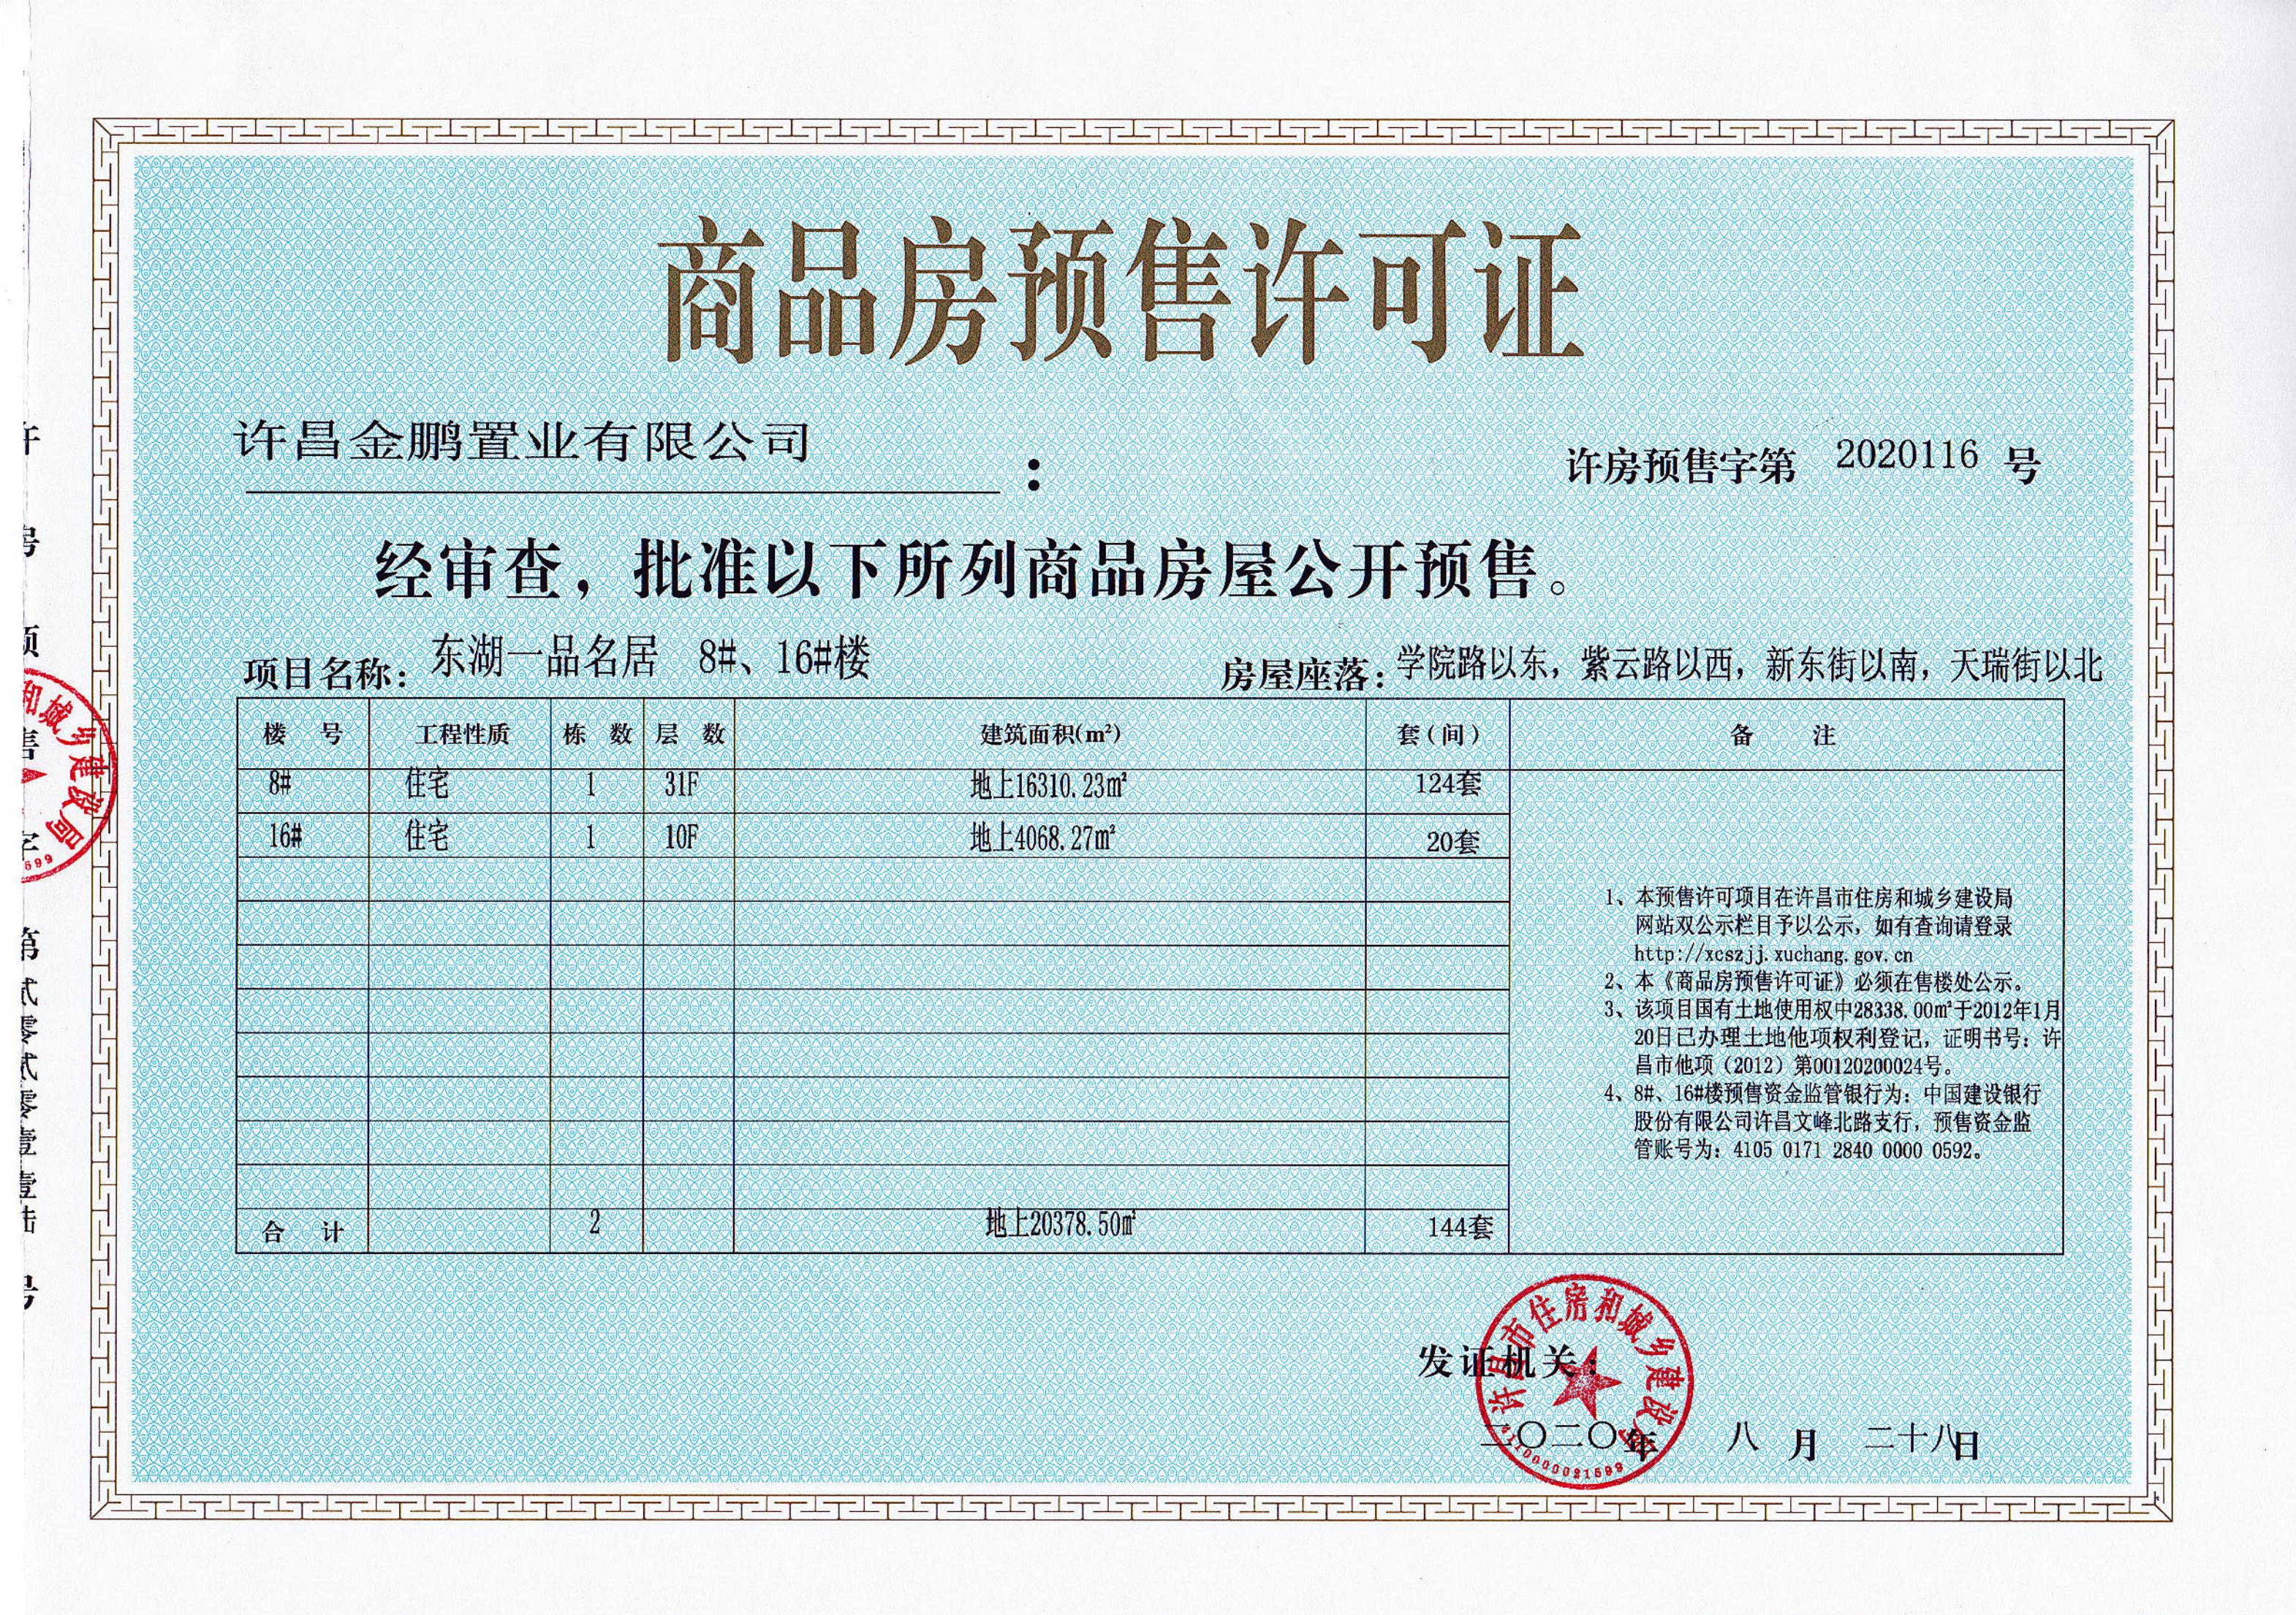 商品房预售许可证
许昌金鹏置业有限公司：
许房预售字第 2020116 号
经审查，批准以下所列商品房屋公开预售。
项目名称：东湖一品名居 8#、16#楼
房屋座落：学院路以东，紫云路以西，新东街以南，天瑞街以北
楼 号 工程性质 栋 数 层 数 建筑面积(m²) 套(间) 备 注
8# 住宅 1 31F 地上16310.23㎡ 124套
16# 住宅 1 10F 地上4068.27㎡ 20套
1、本预售许可项目在许昌市住房和城乡建设局
网站双公示栏目予以公示，如有查询请登录
http://xcszjj.xuchang.gov.cn
2、本《商品房预售许可证》必须在售楼处公示。
3、该项目国有土地使用权中28338.00㎡于2012年1月
20日已办理土地他项权利登记，证明书号：许
昌市他项（2012）第00120200024号。
4、8#、16#楼预售资金监管银行为：中国建设银行
股份有限公司许昌文峰北路支行，预售资金监
管账号为：4105 0171 2840 0000 0592。
合 计 2 地上20378.50㎡ 144套
发证机关：
二〇二〇年 八 月 二十八日
许昌市住房和城乡建设局
4110000021599
和城乡建设局
599
第贰零贰零壹壹陆号